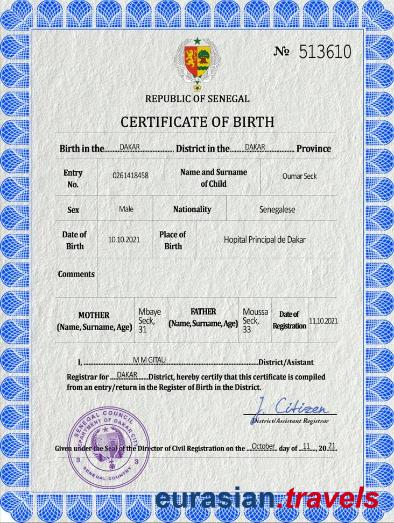 № 513610
REPUBLIC OF SENEGAL
CERTIFICATE OF BIRTH
Birth in the DAKAR District in the DAKAR Province
Entry No. 0261418458 Name and Surname of Child Oumar Seck
Sex Male Nationality Senegalese
Date of Birth 10.10.2021 Place of Birth Hopital Principal de Dakar
Comments
MOTHER (Name, Surname, Age) Mbaye Seck, 31 FATHER (Name, Surname, Age) Moussa Seck, 33 Date of Registration 11.10.2021
I, M M GITAU District/Asistant
Registrar for DAKAR District, hereby certify that this certificate is compiled
from an entry/return in the Register of Birth in the District.
J. Citizen
District/Assistant Registrar
Given under the Seal of the Director of Civil Registration on the October day of 11 20 21
SENEGAL COUNCIL
DEPARTMENT OF DAKAR CITY
SENEGAL COUNTRY
eurasian.travels